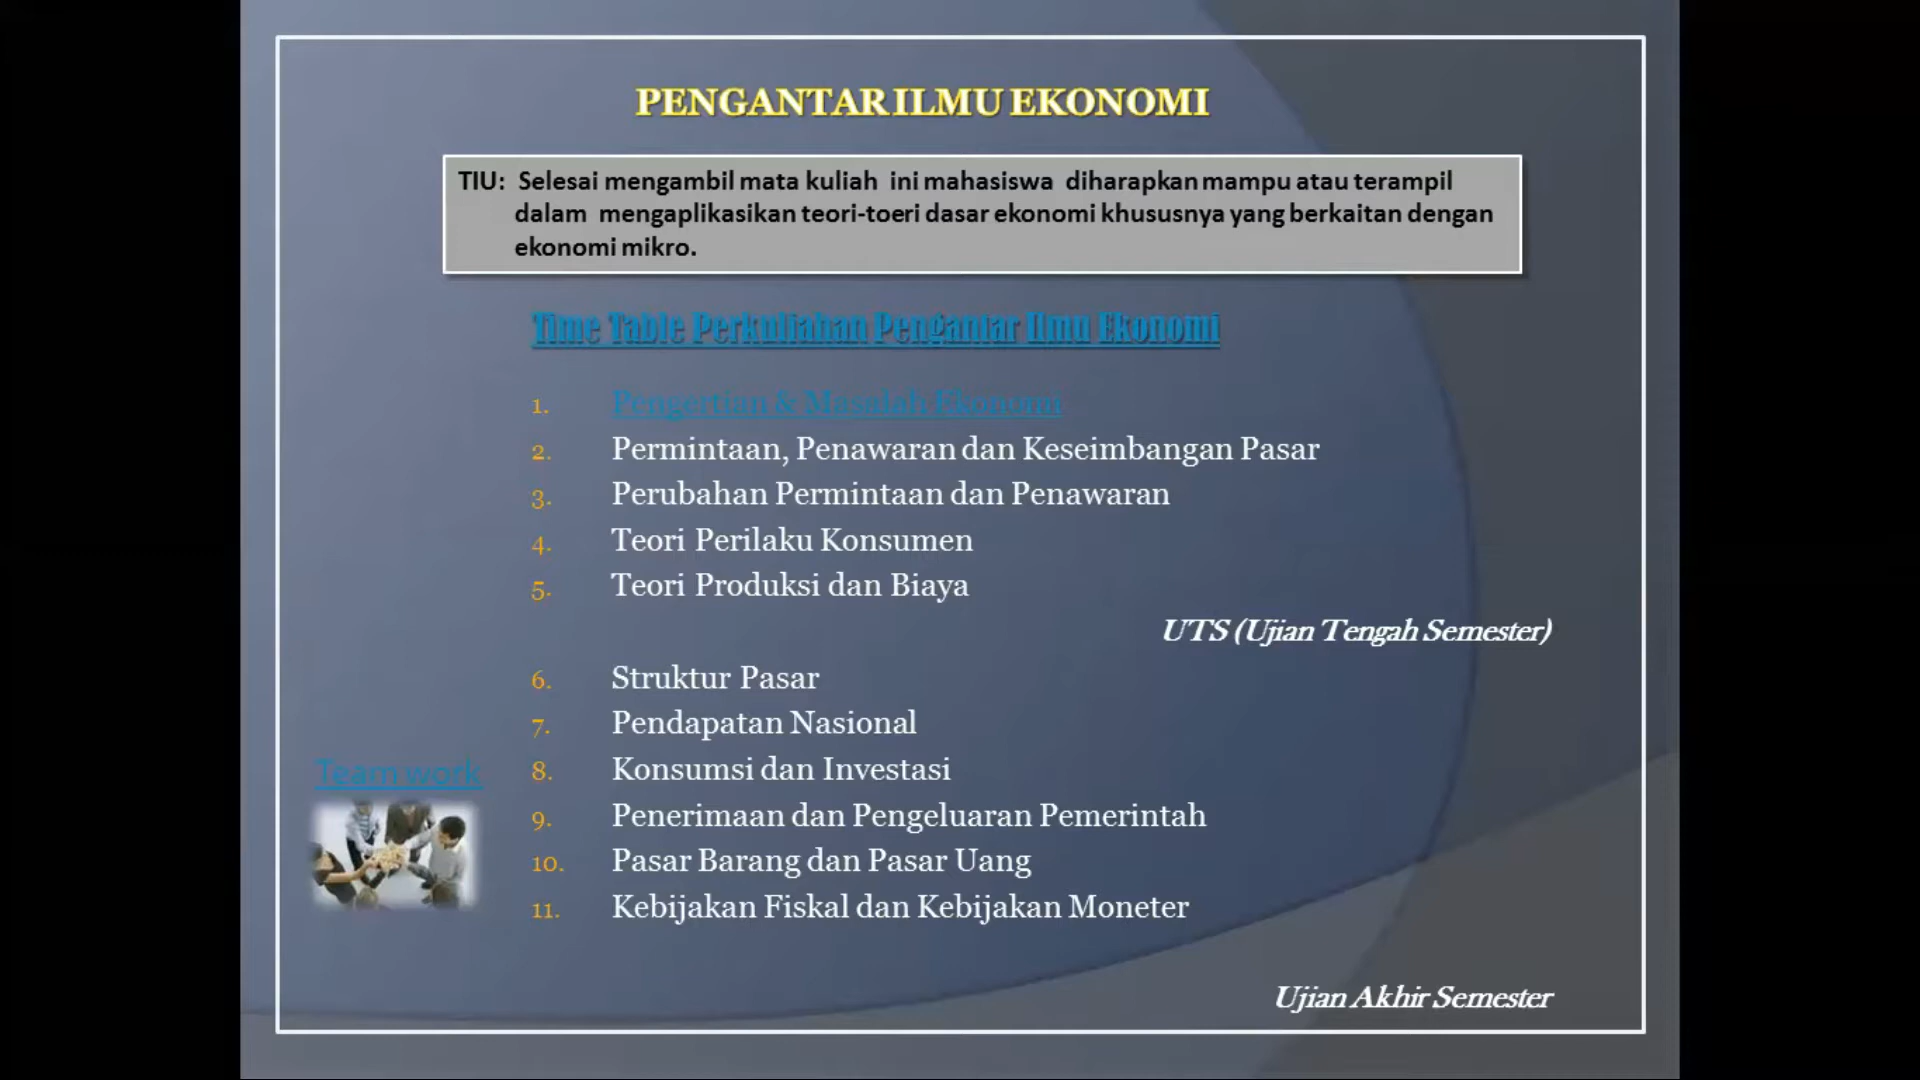 PENGANTAR ILMU EKONOMI
TIU: Selesai mengambil mata kuliah ini mahasiswa diharapkan mampu atau terampil
dalam mengaplikasikan teori-toeri dasar ekonomi khususnya yang berkaitan dengan
ekonomi mikro.
Time Table Perkuliahan Pengantar Ilmu Ekonomi
1. Pengertian & Masalah Ekonomi
2. Permintaan, Penawaran dan Keseimbangan Pasar
3. Perubahan Permintaan dan Penawaran
4. Teori Perilaku Konsumen
5. Teori Produksi dan Biaya
UTS (Ujian Tengah Semester)
6. Struktur Pasar
7. Pendapatan Nasional
Team work
8. Konsumsi dan Investasi
9. Penerimaan dan Pengeluaran Pemerintah
10. Pasar Barang dan Pasar Uang
11. Kebijakan Fiskal dan Kebijakan Moneter
Ujian Akhir Semester